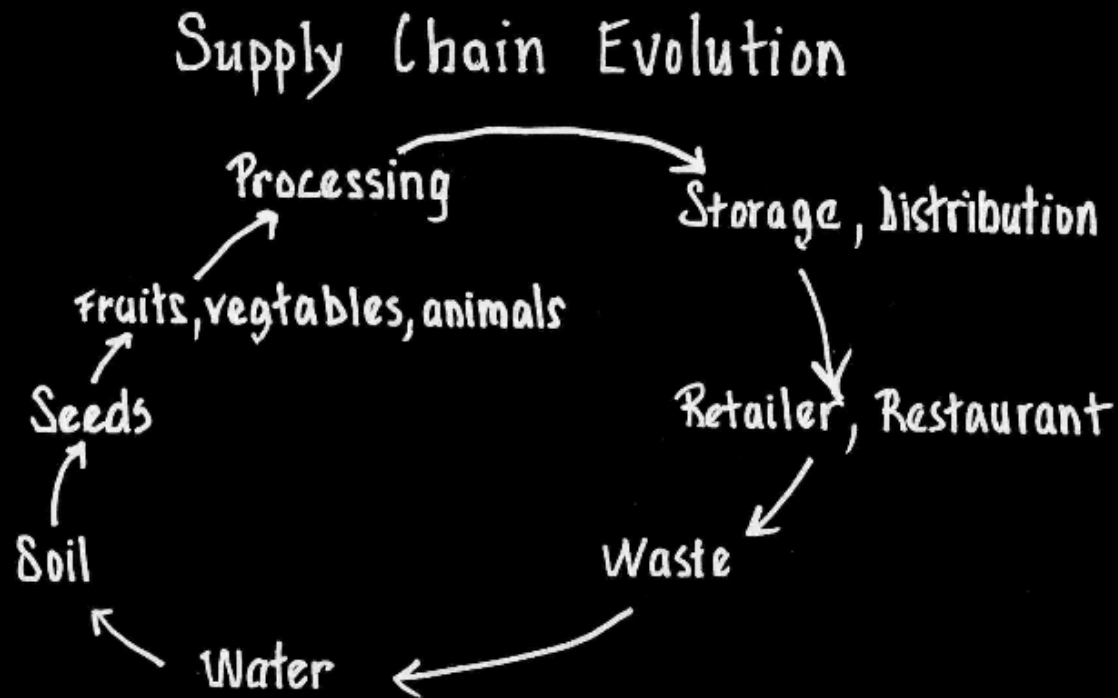 Supply Chain Evolution
Processing
Storage, Distribution
Fruits, vegtables, animals
Seeds
Retailer, Restaurant
Soil
Waste
Water